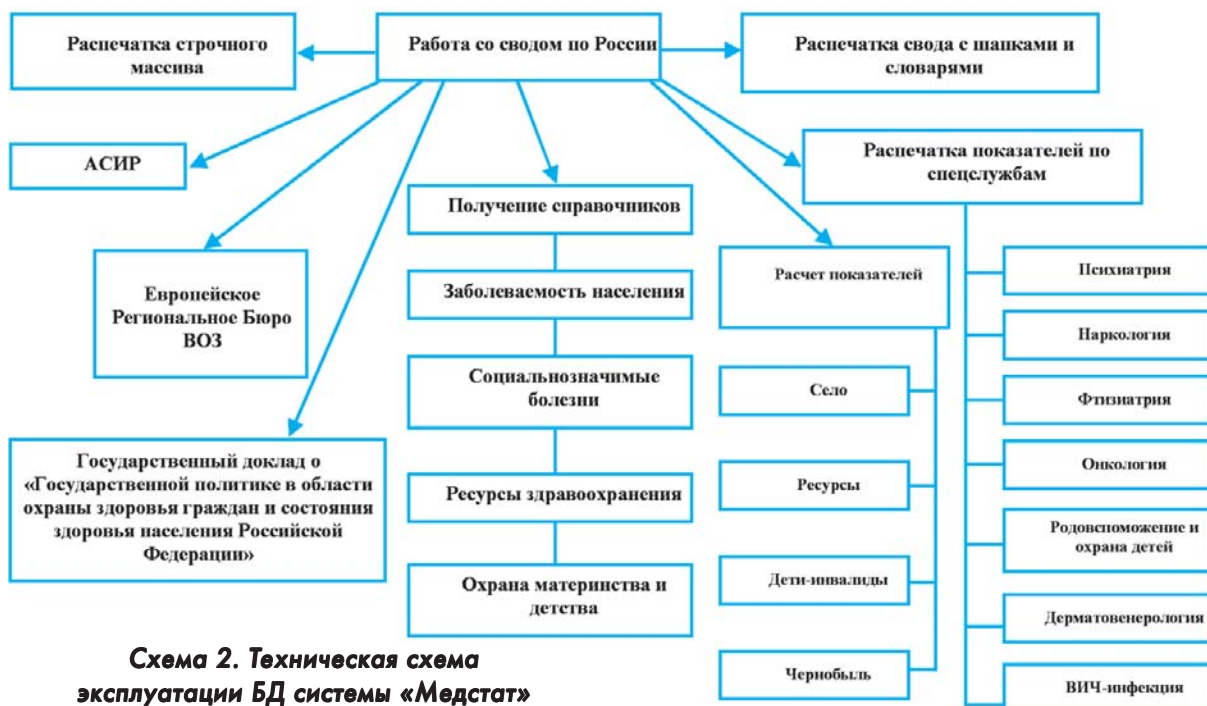 Распечатка строчного
массива
Работа со сводом по России
Распечатка свода с шапками и
словарями
АСИР
Распечатка показателей по
спецслужбам
Получение справочников
Европейское
Региональное Бюро
ВОЗ
Заболеваемость населения
Социальнозначимые
болезни
Ресурсы здравоохранения
Охрана материнства и
детства
Государственный доклад о
«Государственной политике в области
охраны здоровья граждан и состояния
здоровья населения Российской
Федерации»
Расчет показателей
Село
Ресурсы
Дети-инвалиды
Чернобыль
Психиатрия
Наркология
Фтизиатрия
Онкология
Родовспоможение и
охрана детей
Дерматовенерология
ВИЧ-инфекция
Схема 2. Техническая схема
эксплуатации БД системы «Медстат»